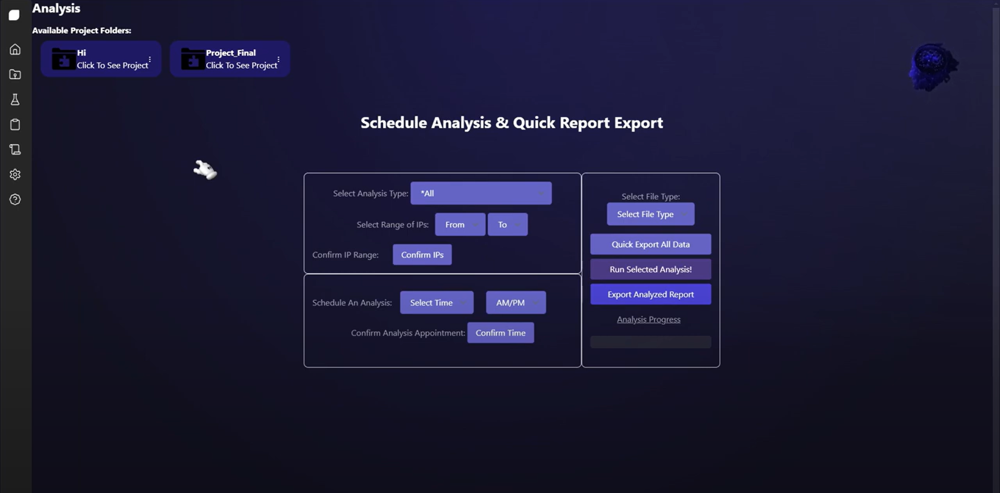 Analysis
Available Project Folders:
Hi
Click To See Project
Project_Final
Click To See Project
Schedule Analysis & Quick Report Export
Select Analysis Type: *All
Select Range of IPs: From To
Confirm IP Range: Confirm IPs
Schedule An Analysis: Select Time AM/PM
Confirm Analysis Appointment: Confirm Time
Select File Type:
Select File Type
Quick Export All Data
Run Selected Analysis!
Export Analyzed Report
Analysis Progress